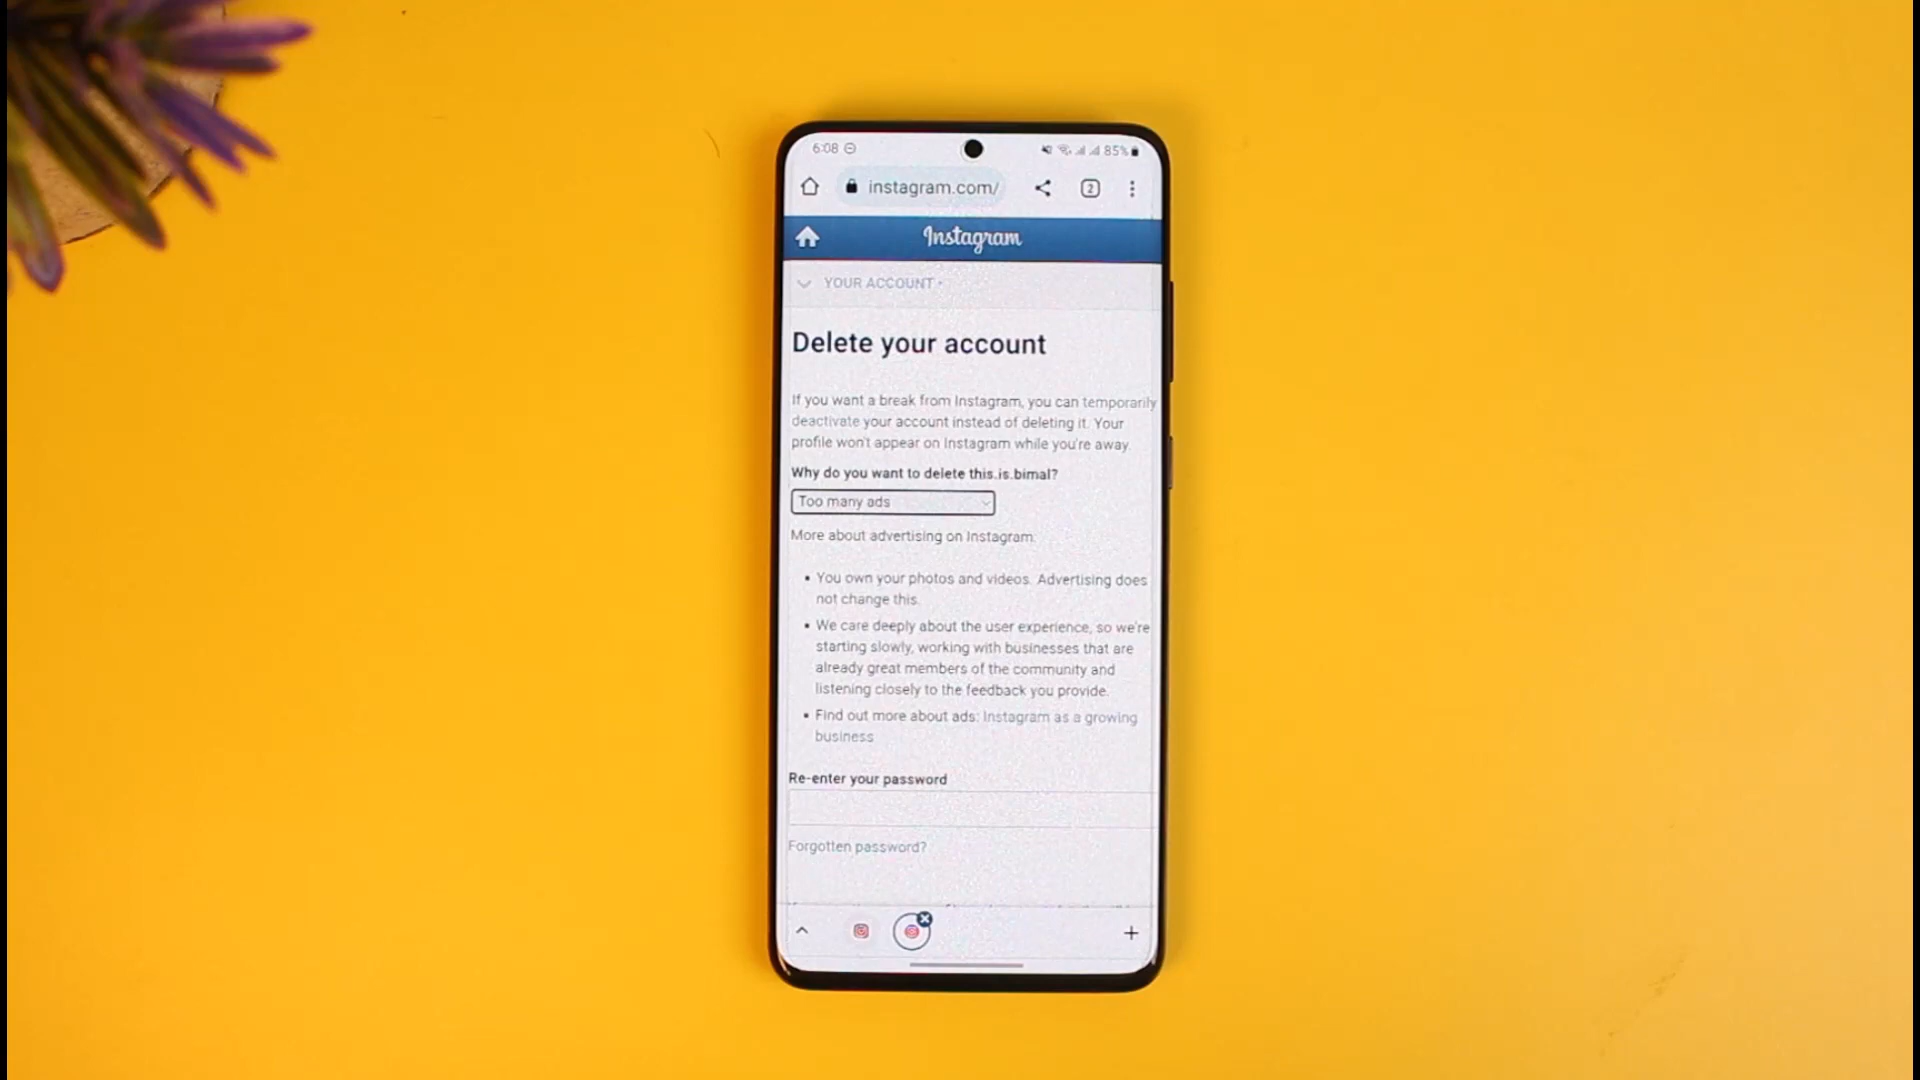 6:08
85%
instagram.com/
2
Instagram
YOUR ACCOUNT
Delete your account
If you want a break from Instagram, you can temporarily
deactivate your account instead of deleting it. Your
profile won't appear on Instagram while you're away.
Why do you want to delete this.is.bimal?
Too many ads
More about advertising on Instagram:
• You own your photos and videos. Advertising does
not change this.
• We care deeply about the user experience, so we're
starting slowly, working with businesses that are
already great members of the community and
listening closely to the feedback you provide.
• Find out more about ads: Instagram as a growing
business
Re-enter your password
Forgotten password?